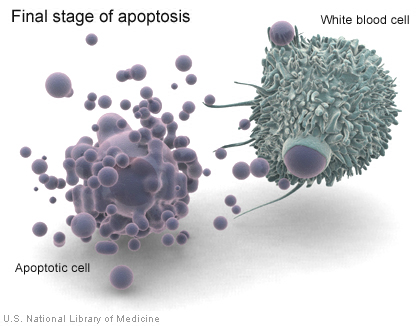 Final stage of apoptosis
White blood cell
Apoptotic cell
U.S. National Library of Medicine